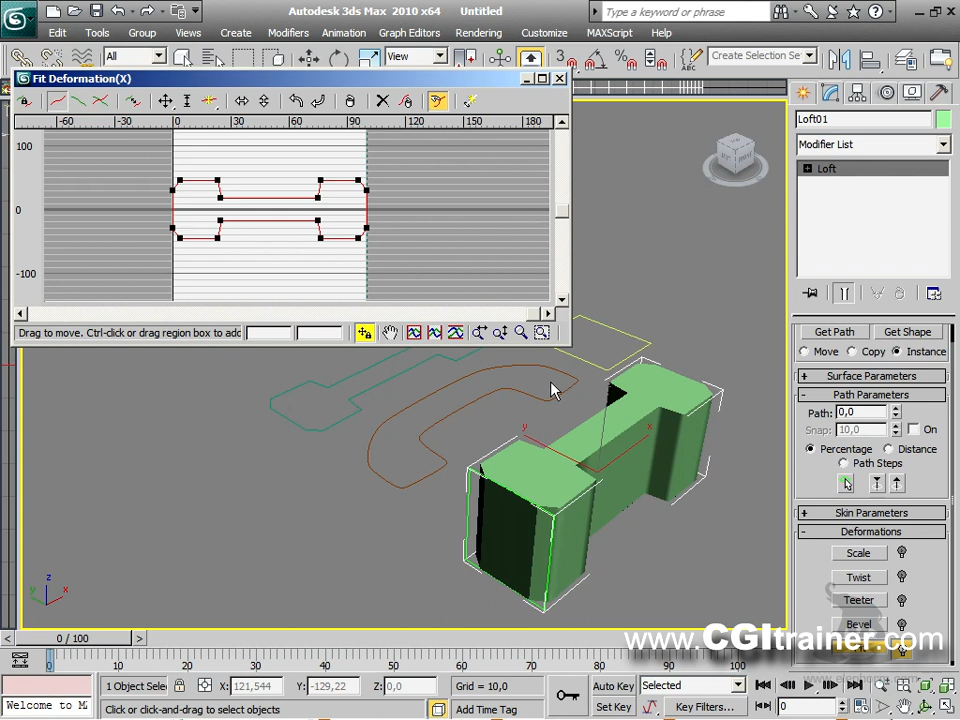 Autodesk 3ds Max 2010 x64 Untitled
Type a keyword or phrase
Edit Tools Group Views Create Modifiers Animation Graph Editors Rendering Customize MAXScript Help
All
View
3
ABC
Create Selection Se
Fit Deformation(X)
-60 -30 0 30 60 90 120 150 180
100
0
-100
Drag to move. Ctrl-click or drag region box to add
y x
z
y x
Loft01
Modifier List
Loft
Get Path Get Shape
Move Copy Instance
+ Surface Parameters
- Path Parameters
Path: 0,0
Snap: 10,0 On
Percentage Distance
Path Steps
+ Skin Parameters
- Deformations
Scale
Twist
Teeter
Bevel
www.CGItrainer.com
< 0 / 100 >
0 10 20 30 40 50 60 70 80 90 100
1 Object Sele X: 121,544 Y: -129,22 Z: 0,0 Grid = 10,0
Auto Key Selected
Welcome to MA
Click or click-and-drag to select objects
Add Time Tag
Set Key Key Filters...
0